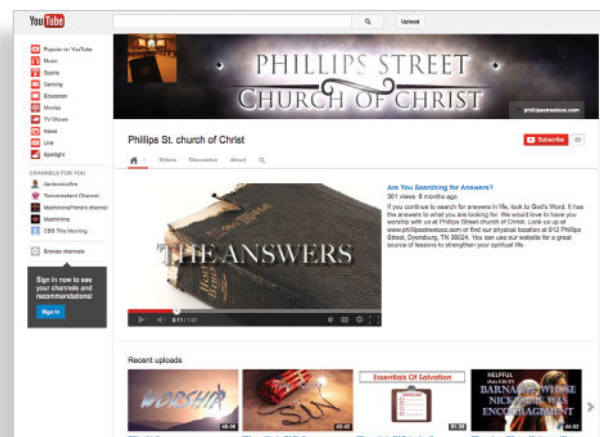 YouTube
Upload
Popular on YouTube
Music
Sports
Gaming
Education
Movies
TV Shows
News
Live
Spotlight
CHANNELS FOR YOU
Tomorrowland Channel
Machinima
CBS This Morning
Browse channels
Sign in now to see
your channels and
recommendations!
Sign in
PHILLIPS STREET
CHURCH OF CHRIST
phillipsstreetcoc.com
Phillips St. church of Christ
Subscribe
Videos Discussion About
THE ANSWERS
HOLY
BIBLE
0:11 / 1:01
Are You Searching for Answers?
301 views 6 months ago
If you continue to search for answers in life, look to God's Word. It has
the answers to what you are looking for. We would love to have you
worship with us at Phillips Street church of Christ. Look us up at
www.phillipsstreetcoc.com or find our physical location at 912 Phillips
Street, Dyersburg, TN 38024. You can use our website for a great
source of lessons to strengthen your spiritual life.
Recent uploads
WORSHIP
SIN
Essentials Of Salvation
HELPFUL
BARNABAS, WHOSE
NICKNAME WAS
ENCOURAGEMENT